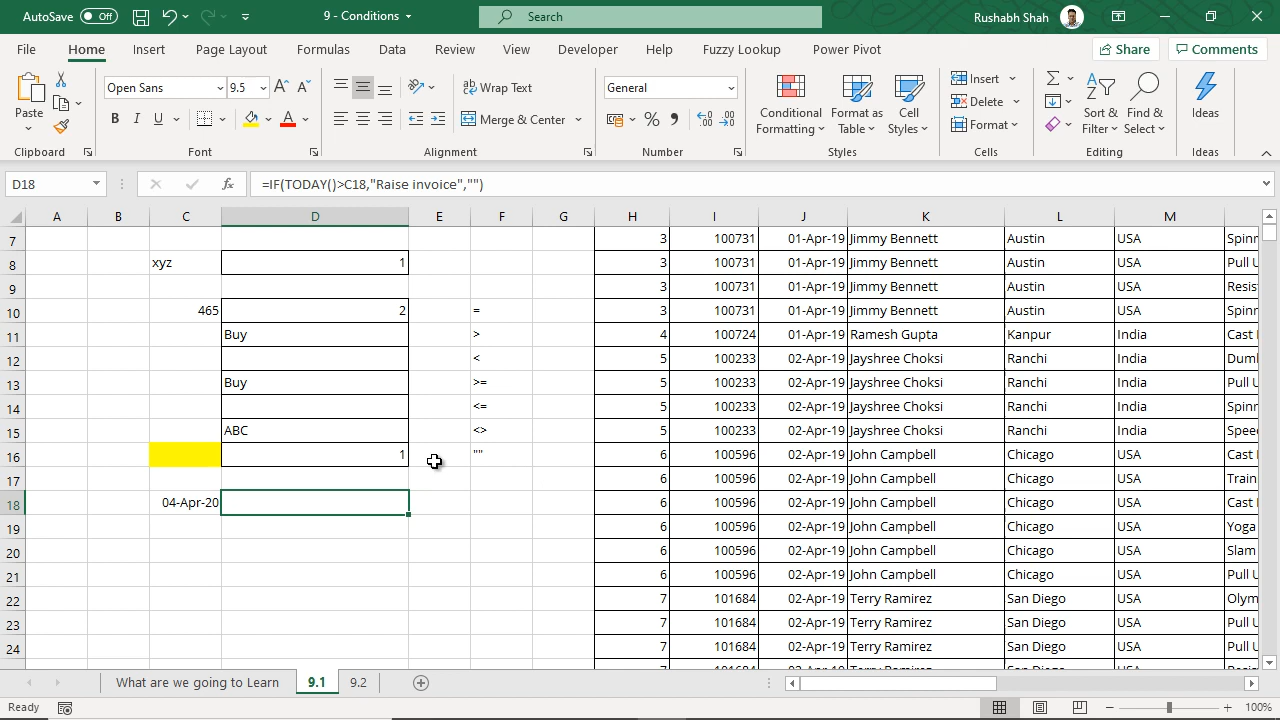 AutoSave Off 9 - Conditions Search Rushabh Shah
File Home Insert Page Layout Formulas Data Review View Developer Help Fuzzy Lookup Power Pivot Share Comments
Paste Open Sans 9.5 Wrap Text General Conditional Formatting Format as Table Cell Styles Insert Sort & Filter Find & Select Ideas
B I U A Merge & Center % Delete Format
Clipboard Font Alignment Number Styles Cells Editing Ideas
D18 fx =IF(TODAY()>C18,"Raise invoice","")
A B C D E F G H I J K L M
7 3 100731 01-Apr-19 Jimmy Bennett Austin USA Spinn
8 xyz 1 3 100731 01-Apr-19 Jimmy Bennett Austin USA Pull U
9 3 100731 01-Apr-19 Jimmy Bennett Austin USA Resist
10 465 2 = 3 100731 01-Apr-19 Jimmy Bennett Austin USA Spinn
11 Buy > 4 100724 01-Apr-19 Ramesh Gupta Kanpur India Cast I
12 < 5 100233 02-Apr-19 Jayshree Choksi Ranchi India Dumb
13 Buy >= 5 100233 02-Apr-19 Jayshree Choksi Ranchi India Pull U
14 <= 5 100233 02-Apr-19 Jayshree Choksi Ranchi India Spinn
15 ABC <> 5 100233 02-Apr-19 Jayshree Choksi Ranchi India Speed
16 1 "" 6 100596 02-Apr-19 John Campbell Chicago USA Cast I
17 6 100596 02-Apr-19 John Campbell Chicago USA Train
18 04-Apr-20 6 100596 02-Apr-19 John Campbell Chicago USA Cast I
19 6 100596 02-Apr-19 John Campbell Chicago USA Yoga
20 6 100596 02-Apr-19 John Campbell Chicago USA Slam
21 6 100596 02-Apr-19 John Campbell Chicago USA Pull U
22 7 101684 02-Apr-19 Terry Ramirez San Diego USA Olym
23 7 101684 02-Apr-19 Terry Ramirez San Diego USA Pull U
24 7 101684 02-Apr-19 Terry Ramirez San Diego USA Pull U
What are we going to Learn 9.1 9.2
Ready 100%